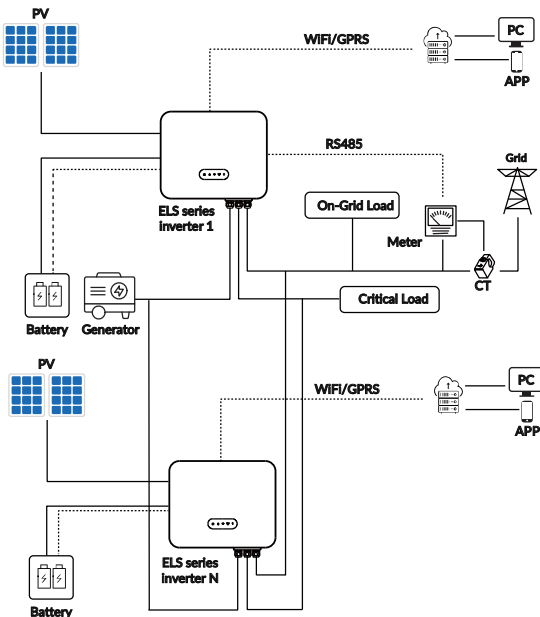 PV
WiFi/GPRS
PC
APP
RS485
Grid
On-Grid Load
ELS series
inverter 1
Meter
CT
Critical Load
Battery
Generator
PV
WiFi/GPRS
PC
APP
ELS series
inverter N
Battery